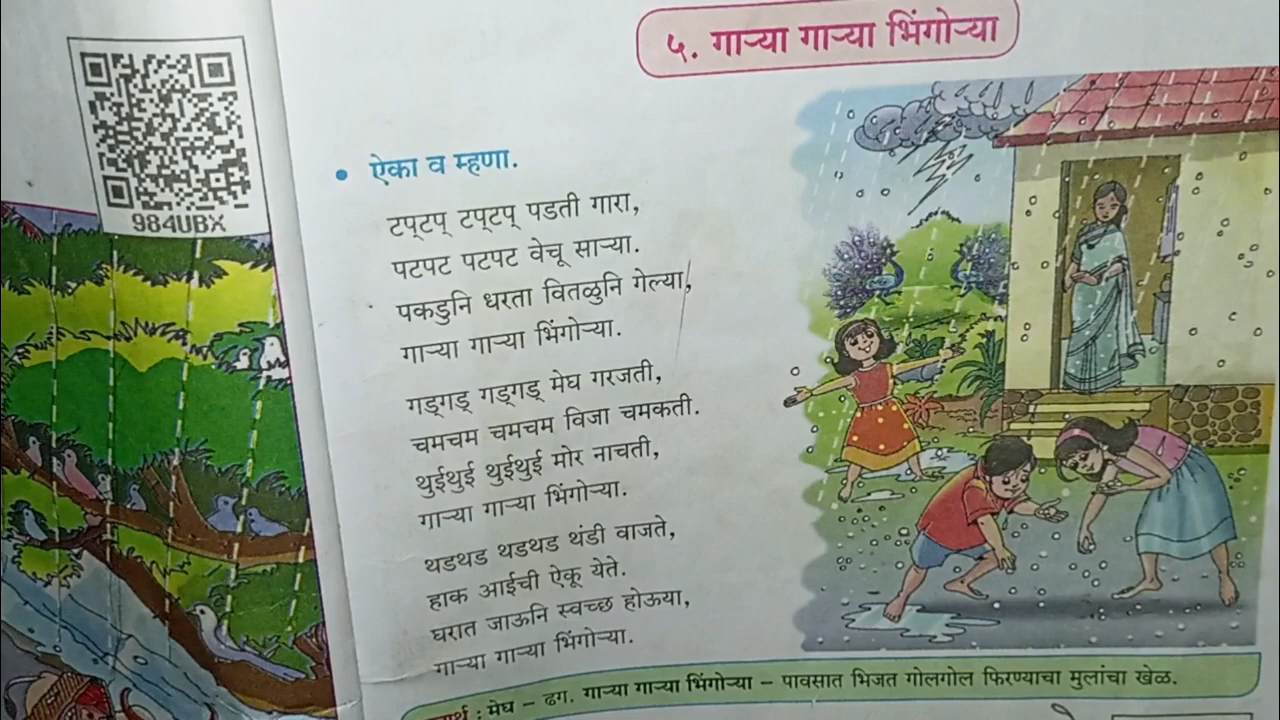 984UBX
५. गाऱ्या गाऱ्या भिंगोऱ्या
• ऐका व म्हणा.
टप्‌टप्‌ टप्‌टप्‌ पडती गारा,
पटपट पटपट वेचू साऱ्या.
पकडुनि धरता वितळुनि गेल्या,
गाऱ्या गाऱ्या भिंगोऱ्या.
गड्‌गड्‌ गड्‌गड्‌ मेघ गरजती,
चमचम चमचम विजा चमकती.
थुईथुई थुईथुई मोर नाचती,
गाऱ्या गाऱ्या भिंगोऱ्या.
थडथड थडथड थंडी वाजते,
हाक आईची ऐकू येते.
घरात जाऊनि स्वच्छ होऊया,
गाऱ्या गाऱ्या भिंगोऱ्या.
: मेघ - ढग. गाऱ्या गाऱ्या भिंगोऱ्या - पावसात भिजत गोलगोल फिरण्याचा मुलांचा खेळ.